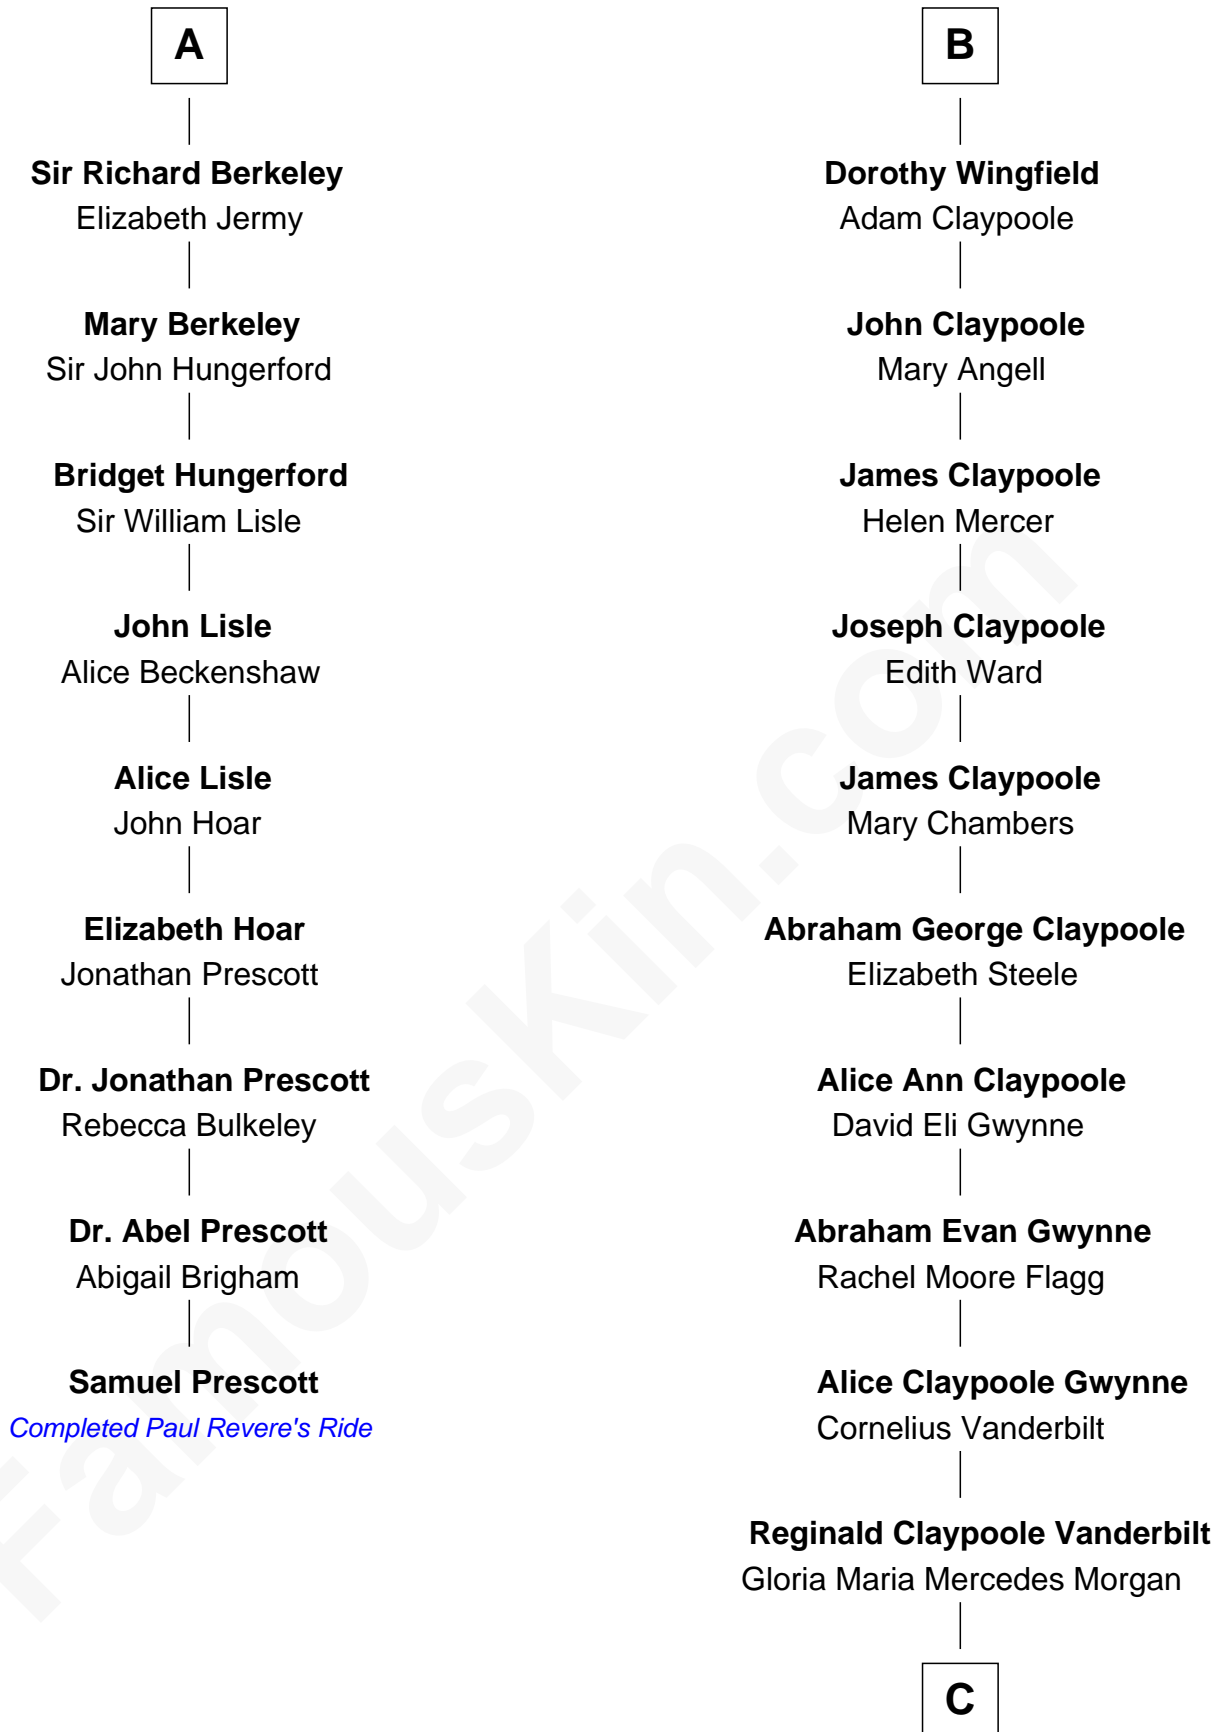 A
Sir Richard Berkeley
Elizabeth Jermy
Mary Berkeley
Sir John Hungerford
Bridget Hungerford
Sir William Lisle
John Lisle
Alice Beckenshaw
Alice Lisle
John Hoar
Elizabeth Hoar
Jonathan Prescott
Dr. Jonathan Prescott
Rebecca Bulkeley
Dr. Abel Prescott
Abigail Brigham
Samuel Prescott
Completed Paul Revere's Ride
B
Dorothy Wingfield
Adam Claypoole
John Claypoole
Mary Angell
James Claypoole
Helen Mercer
Joseph Claypoole
Edith Ward
James Claypoole
Mary Chambers
Abraham George Claypoole
Elizabeth Steele
Alice Ann Claypoole
David Eli Gwynne
Abraham Evan Gwynne
Rachel Moore Flagg
Alice Claypoole Gwynne
Cornelius Vanderbilt
Reginald Claypoole Vanderbilt
Gloria Maria Mercedes Morgan
C
FamousKin.com